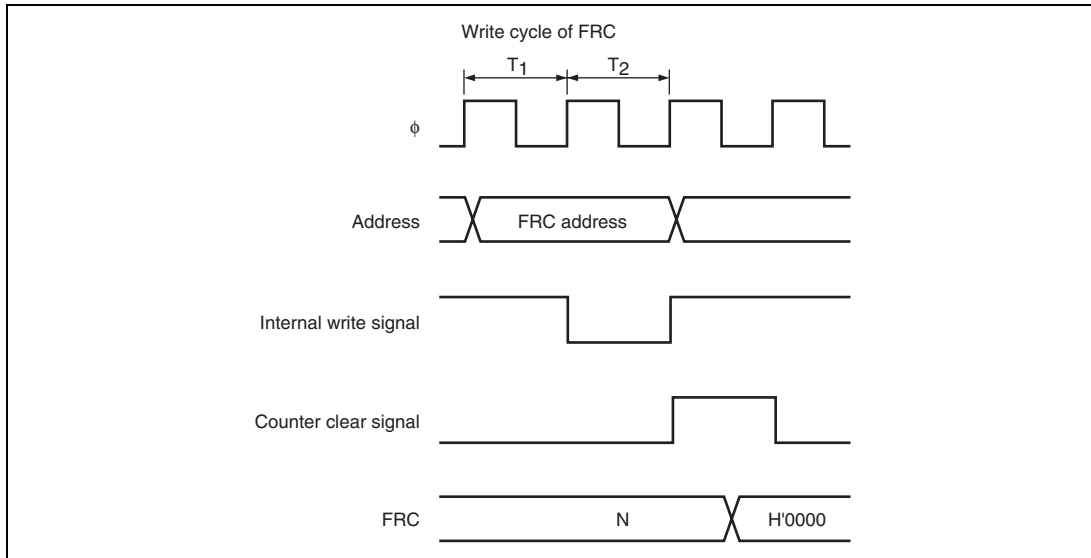 Write cycle of FRC
T1 T2
φ
Address FRC address
Internal write signal
Counter clear signal
FRC N H'0000